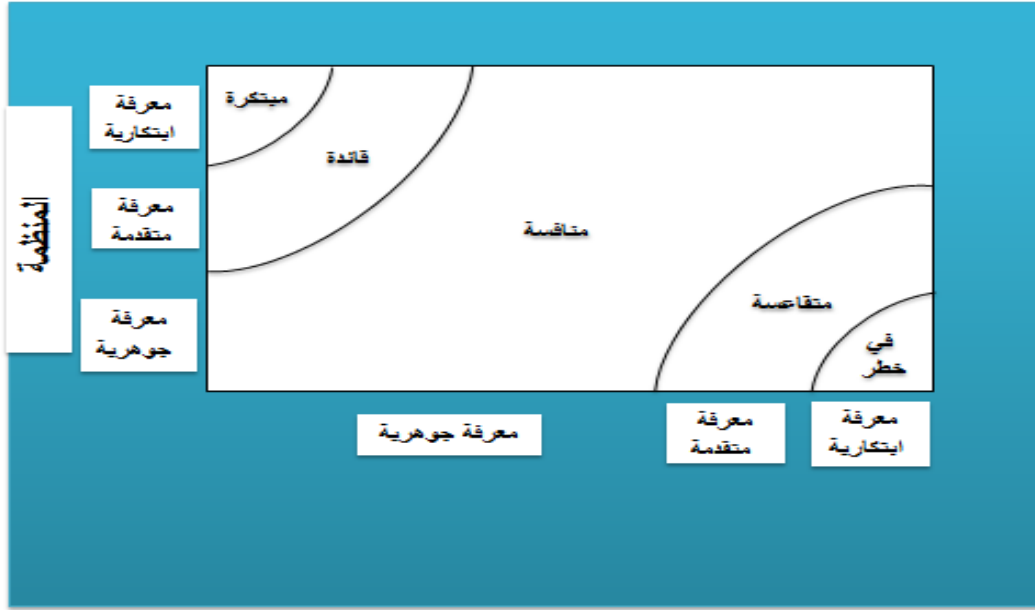 المنظمة
معرفة
ابتكارية
معرفة
متقدمة
معرفة
جوهرية
مبتكرة
قائدة
منافسة
متقاعسة
في
خطر
معرفة جوهرية
معرفة
متقدمة
معرفة
ابتكارية